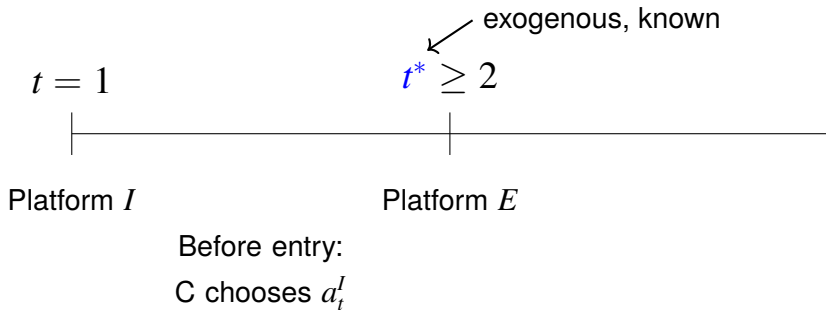 exogenous, known
t = 1
t* ≥ 2
Platform I
Platform E
Before entry:
C chooses a_t^I